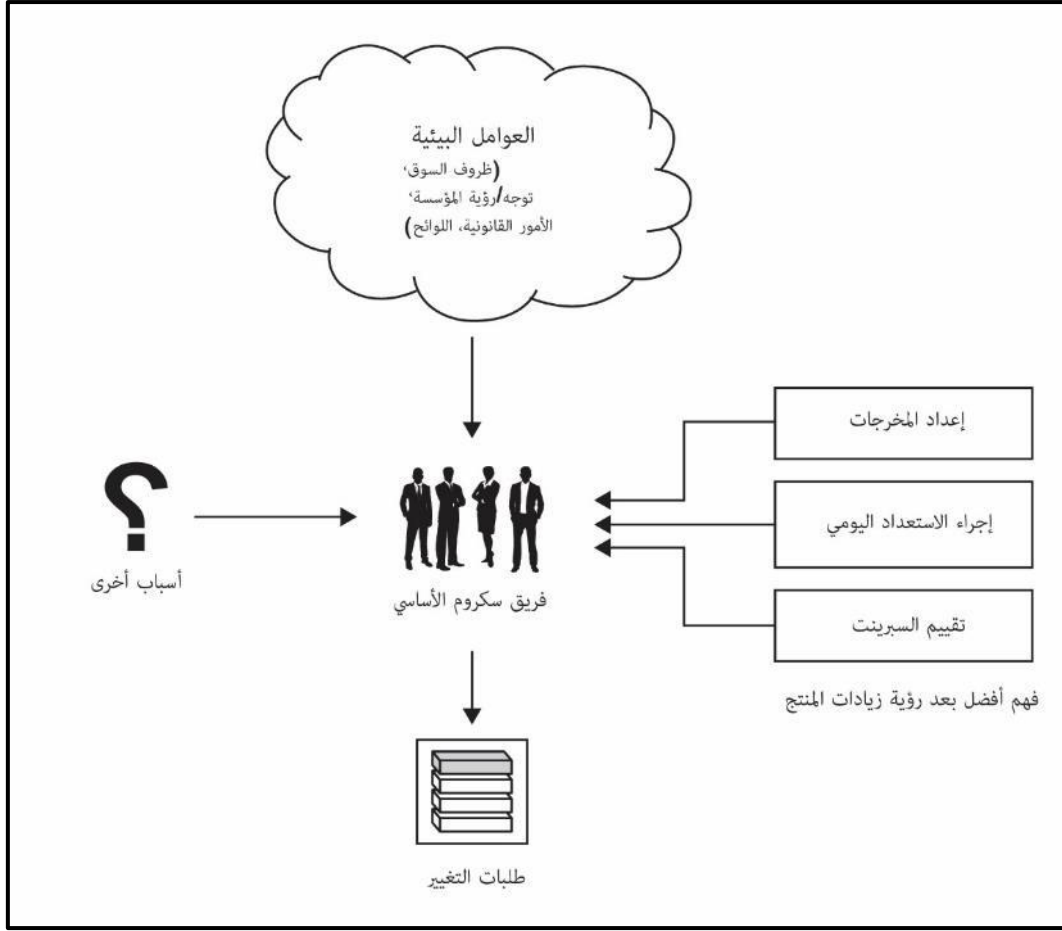 العوامل البيئية
(ظروف السوق،
توجه/رؤية المؤسسة،
الأمور القانونية، اللوائح)
إعداد المخرجات
إجراء الاستعداد اليومي
تقييم السبرينت
فهم أفضل بعد رؤية زيادات المنتج
?
أسباب أخرى
فريق سكروم الأساسي
طلبات التغيير